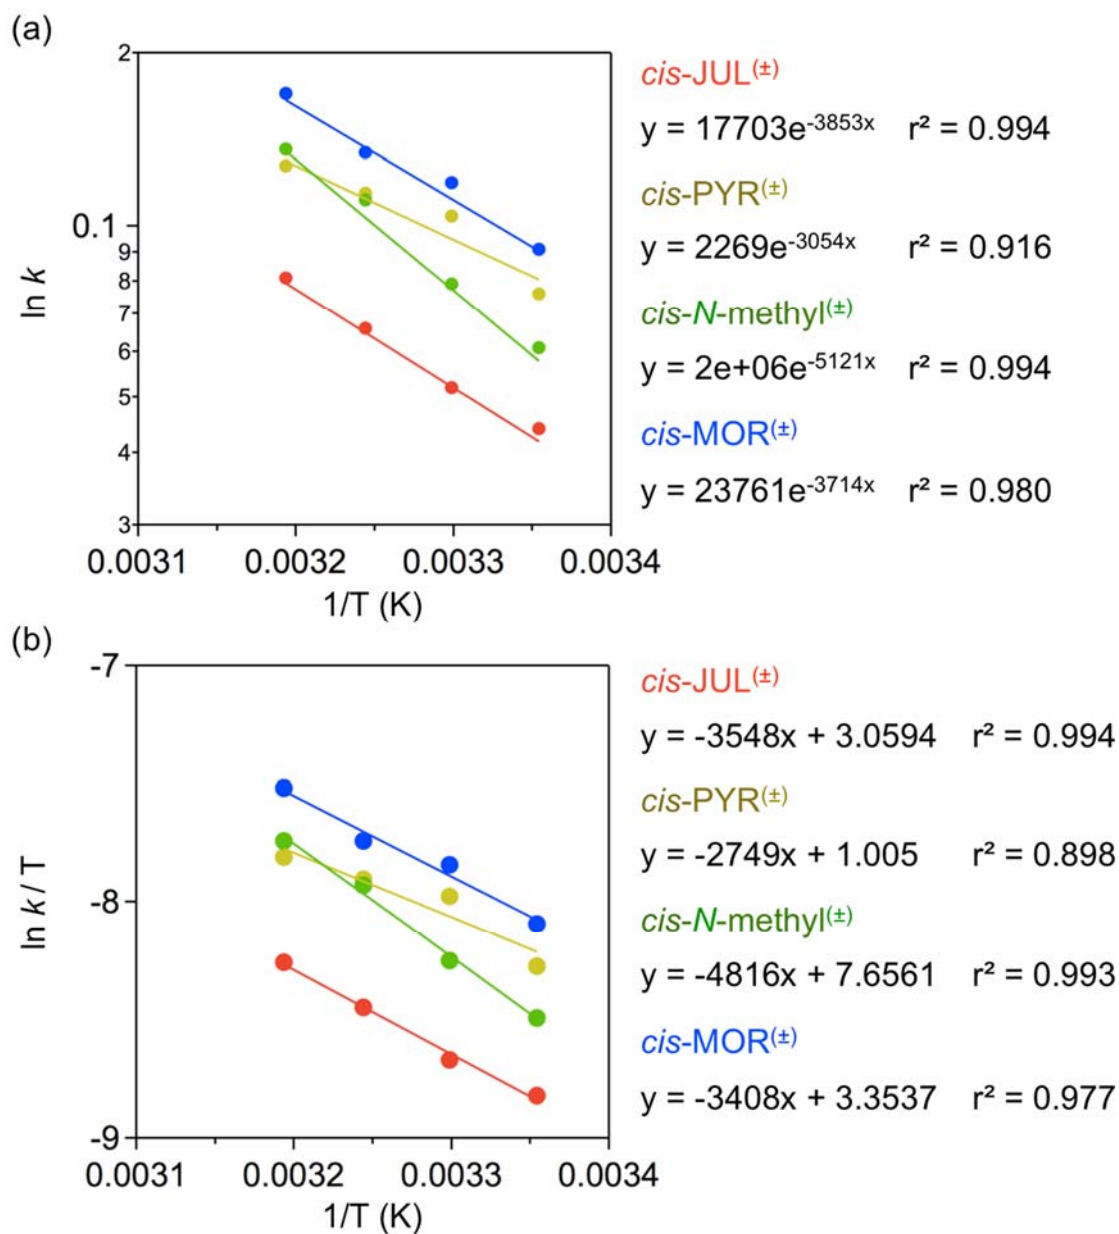 (a)
2
0.1
9
8
7
6
5
4
3
ln k
0.0031 0.0032 0.0033 0.0034
1/T (K)
cis-JUL(±)
y = 17703e-3853x r² = 0.994
cis-PYR(±)
y = 2269e-3054x r² = 0.916
cis-N-methyl(±)
y = 2e+06e-5121x r² = 0.994
cis-MOR(±)
y = 23761e-3714x r² = 0.980
(b)
-7
-8
-9
ln k / T
0.0031 0.0032 0.0033 0.0034
1/T (K)
cis-JUL(±)
y = -3548x + 3.0594 r² = 0.994
cis-PYR(±)
y = -2749x + 1.005 r² = 0.898
cis-N-methyl(±)
y = -4816x + 7.6561 r² = 0.993
cis-MOR(±)
y = -3408x + 3.3537 r² = 0.977